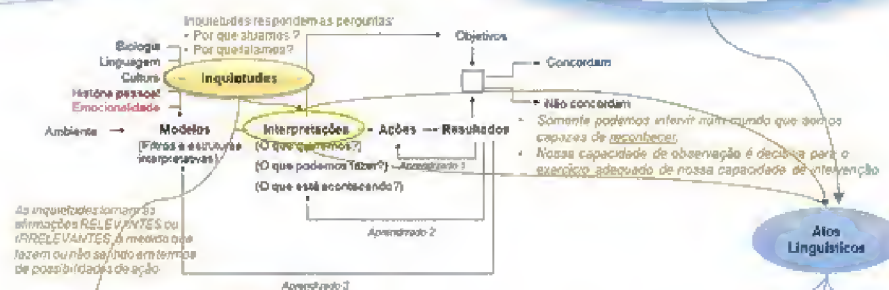 Inquietudes respondem as perguntas:
- Por que atuamos ?
- Por que falamos ?
Biologia
Linguagem
Cultura
História pessoal
Emocionalidade
Inquietudes
Objetivos
Concordam
Não concordam
Ambiente
Modelos
(Filtros e estruturas
interpretativas)
Interpretações
(O que queremos?)
(O que podemos fazer?)
(O que está acontecendo?)
Ações
Resultados
Aprendizado 1
Aprendizado 2
Aprendizado 3
- Somente podemos intervir num mundo que somos
capazes de reconhecer.
- Nossa capacidade de observação é decisiva para o
exercício adequado de nossa capacidade de intervenção
As inquietudes tornam as
afirmações RELEVANTES ou
IRRELEVANTES, à medida que
fazem ou não sentido em termos
de possibilidades de ação
Atos
Linguísticos